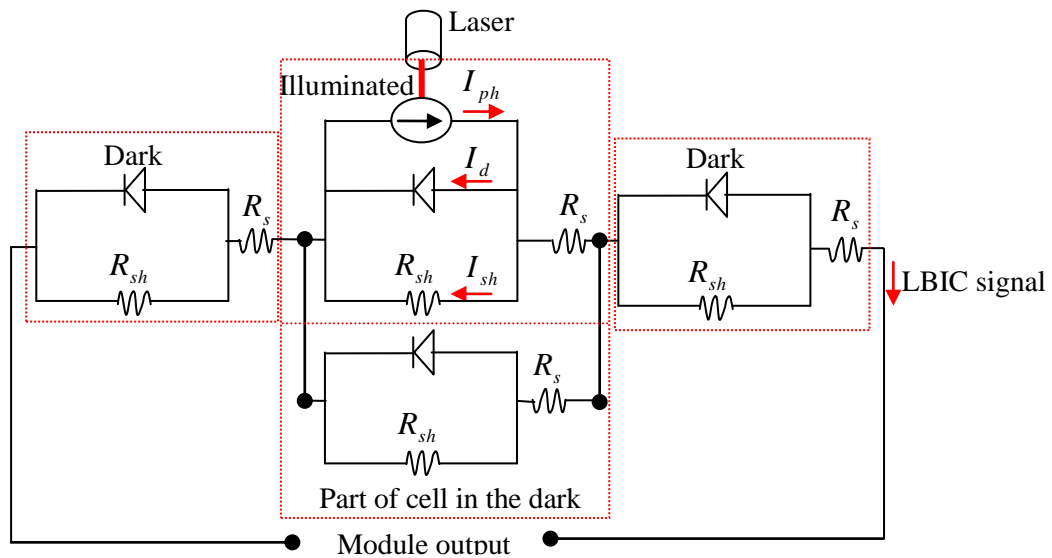 Laser
Illuminated
I_ph
Dark
I_d
Dark
R_s
R_s
R_s
R_sh
R_sh
I_sh
R_sh
LBIC signal
R_s
R_sh
Part of cell in the dark
Module output